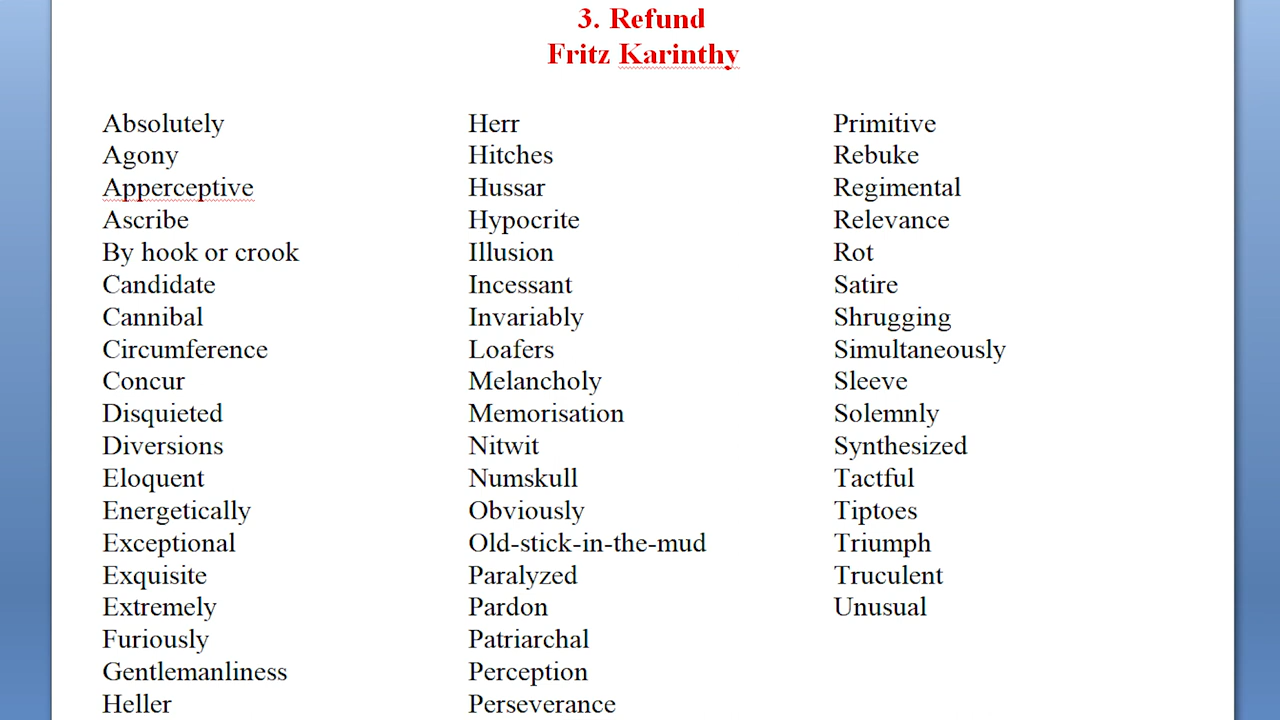 3. Refund
Fritz Karinthy
Absolutely
Agony
Apperceptive
Ascribe
By hook or crook
Candidate
Cannibal
Circumference
Concur
Disquieted
Diversions
Eloquent
Energetically
Exceptional
Exquisite
Extremely
Furiously
Gentlemanliness
Heller
Herr
Hitches
Hussar
Hypocrite
Illusion
Incessant
Invariably
Loafers
Melancholy
Memorisation
Nitwit
Numskull
Obviously
Old-stick-in-the-mud
Paralyzed
Pardon
Patriarchal
Perception
Perseverance
Primitive
Rebuke
Regimental
Relevance
Rot
Satire
Shrugging
Simultaneously
Sleeve
Solemnly
Synthesized
Tactful
Tiptoes
Triumph
Truculent
Unusual